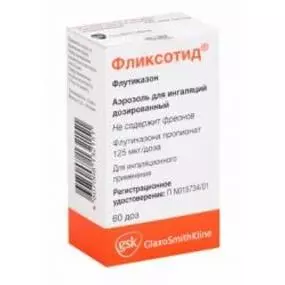 Фликсотид®
Флутиказон
Аэрозоль для ингаляций
дозированный
Не содержит фреонов
Флутиказона пропионат
125 мкг/доза
Для ингаляционного
применения
Регистрационное
удостоверение: П N015734/01
60 доз
gsk
GlaxoSmithKline